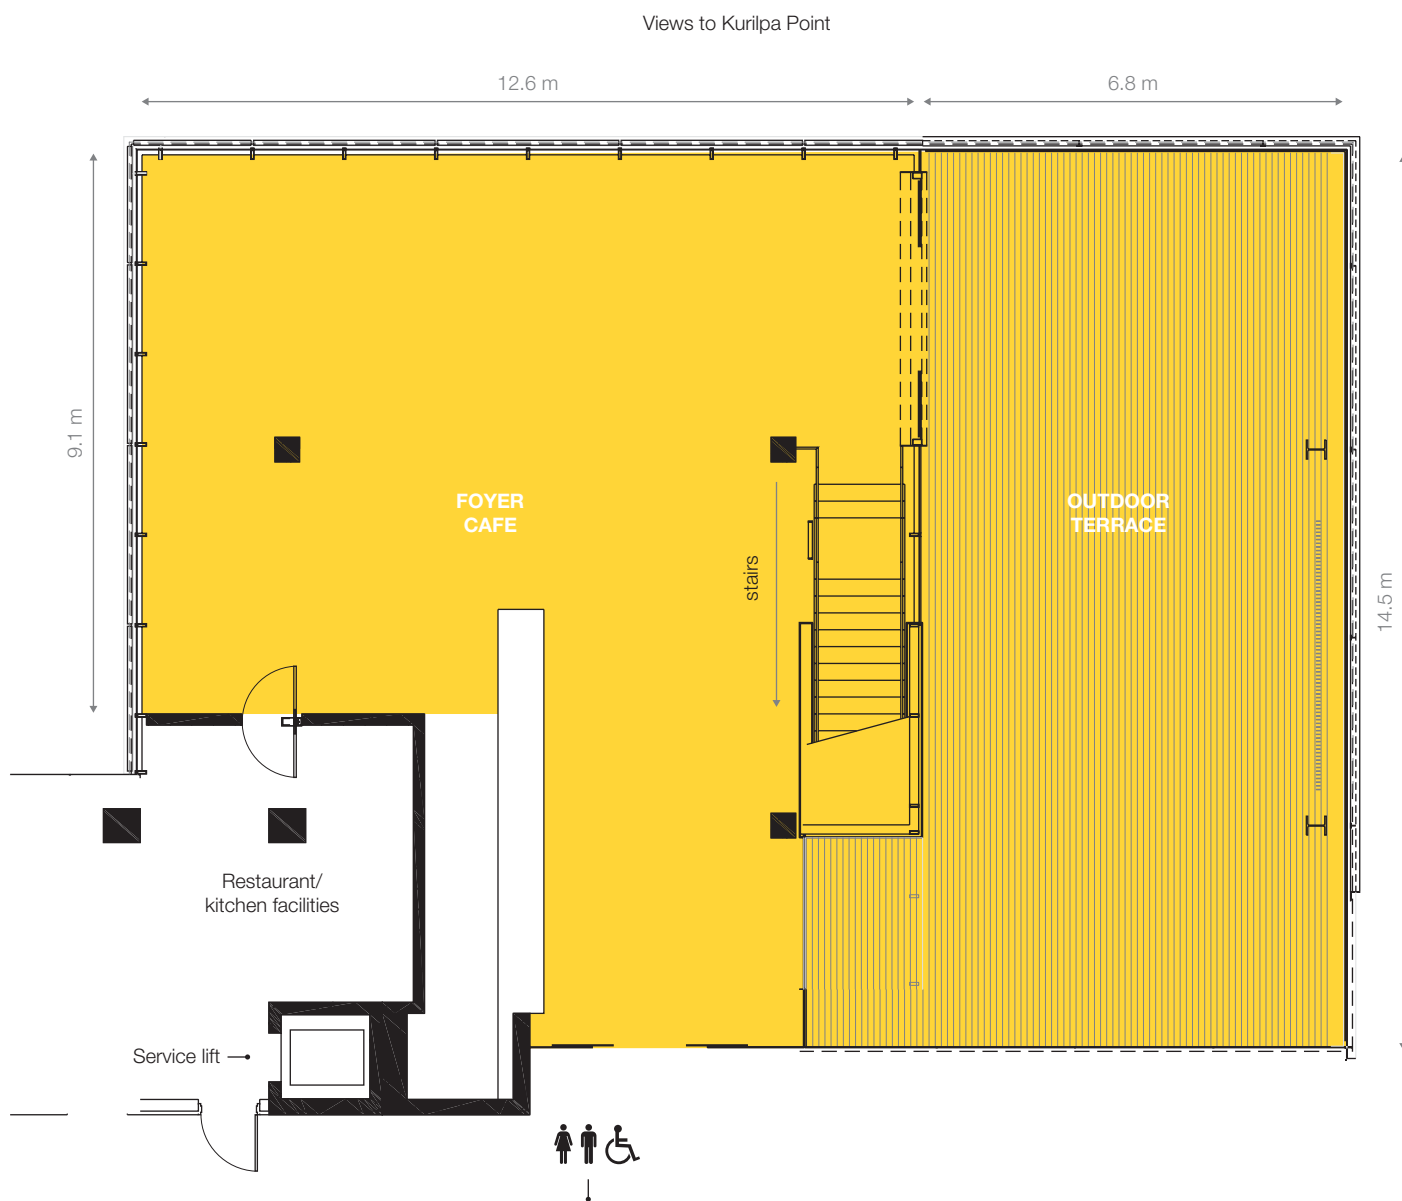 Views to Kurilpa Point
12.6 m
6.8 m
9.1 m
FOYER
CAFE
OUTDOOR
TERRACE
stairs
14.5 m
Restaurant/
kitchen facilities
Service lift